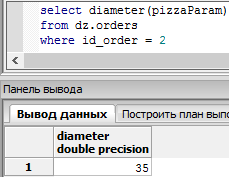 select diameter(pizzaParam)
from dz.orders
where id_order = 2
Панель вывода
Вывод данных
Построить план
diameter
double precision
1
35